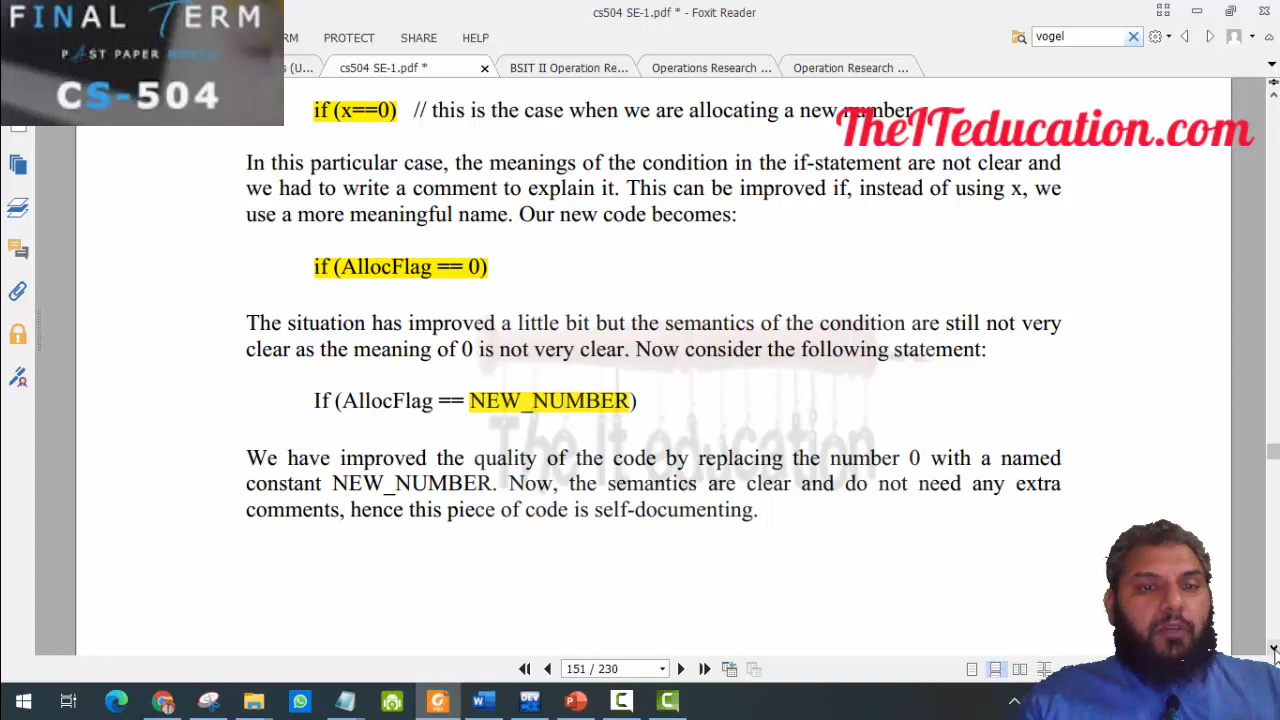 FINAL TERM
PAST PAPER
CS-504
cs504 SE-1.pdf * - Foxit Reader
RM PROTECT SHARE HELP
vogel
s (U... cs504 SE-1.pdf * BSIT II Operation Re... Operations Research ... Operation Research ...
if (x==0) // this is the case when we are allocating a new number
TheITeducation.com
In this particular case, the meanings of the condition in the if-statement are not clear and
we had to write a comment to explain it. This can be improved if, instead of using x, we
use a more meaningful name. Our new code becomes:
if (AllocFlag == 0)
The situation has improved a little bit but the semantics of the condition are still not very
clear as the meaning of 0 is not very clear. Now consider the following statement:
If (AllocFlag == NEW_NUMBER)
The It education
We have improved the quality of the code by replacing the number 0 with a named
constant NEW_NUMBER. Now, the semantics are clear and do not need any extra
comments, hence this piece of code is self-documenting.
151 / 230